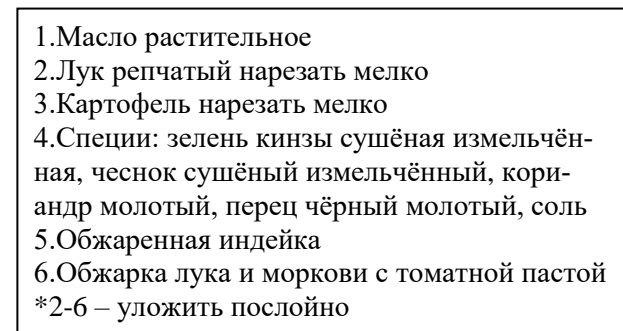 1.Масло растительное
2.Лук репчатый нарезать мелко
3.Картофель нарезать мелко
4.Специи: зелень кинзы сушёная измельчён-
ная, чеснок сушёный измельчённый, кори-
андр молотый, перец чёрный молотый, соль
5.Обжаренная индейка
6.Обжарка лука и моркови с томатной пастой
*2-6 – уложить послойно